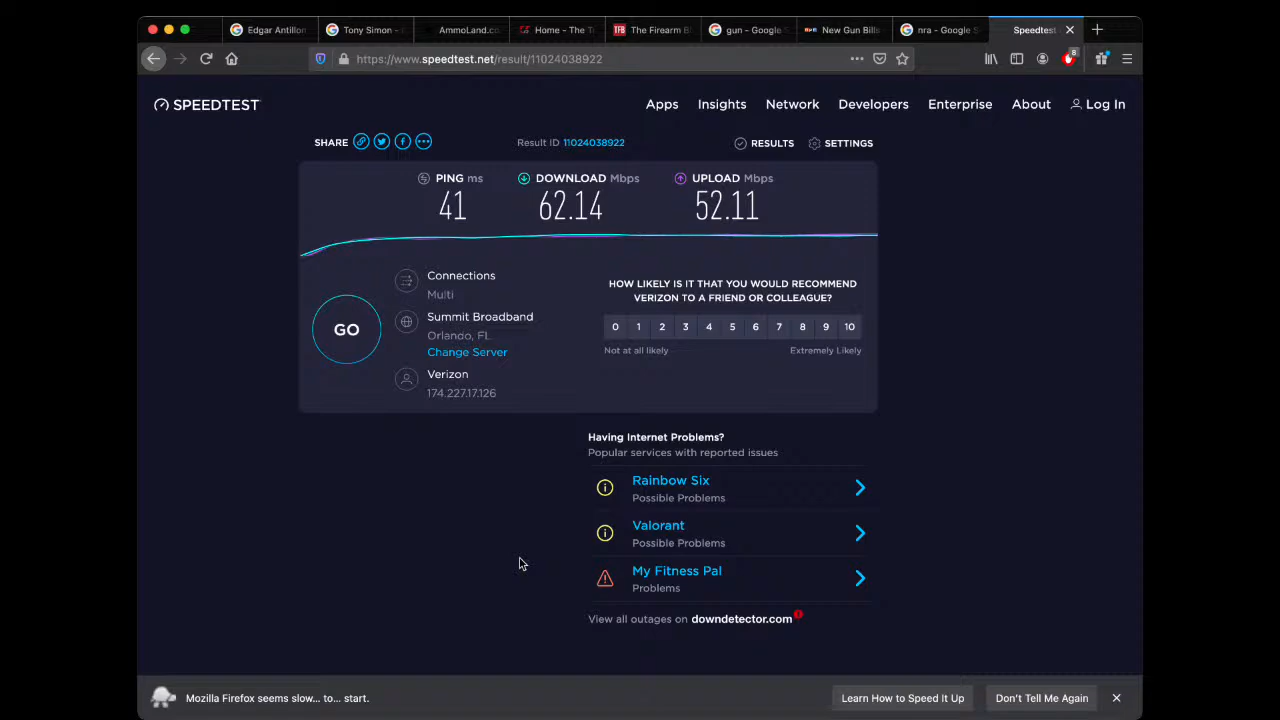 Edgar Antillon
Tony Simon -
AmmoLand.co
Home - The T
TFB The Firearm B
gun - Google S
New Gun Bills
nra - Google S
Speedtest
https://www.speedtest.net/result/11024038922
8
SPEEDTEST
Apps Insights Network Developers Enterprise About Log In
SHARE
Result ID 11024038922
RESULTS SETTINGS
PING ms DOWNLOAD Mbps UPLOAD Mbps
41 62.14 52.11
GO
Connections
Multi
Summit Broadband
Orlando, FL
Change Server
Verizon
174.227.17.126
HOW LIKELY IS IT THAT YOU WOULD RECOMMEND
VERIZON TO A FRIEND OR COLLEAGUE?
0 1 2 3 4 5 6 7 8 9 10
Not at all likely Extremely Likely
Having Internet Problems?
Popular services with reported issues
Rainbow Six
Possible Problems
Valorant
Possible Problems
My Fitness Pal
Problems
View all outages on downdetector.com
Mozilla Firefox seems slow... to... start.
Learn How to Speed It Up Don't Tell Me Again